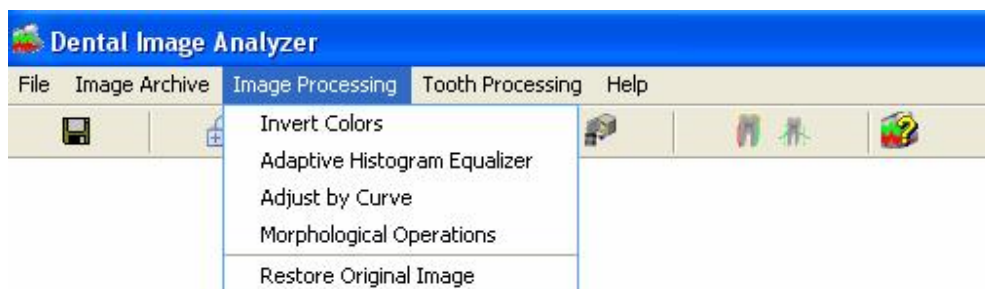 Dental Image Analyzer
File Image Archive Image Processing Tooth Processing Help
Invert Colors
Adaptive Histogram Equalizer
Adjust by Curve
Morphological Operations
Restore Original Image